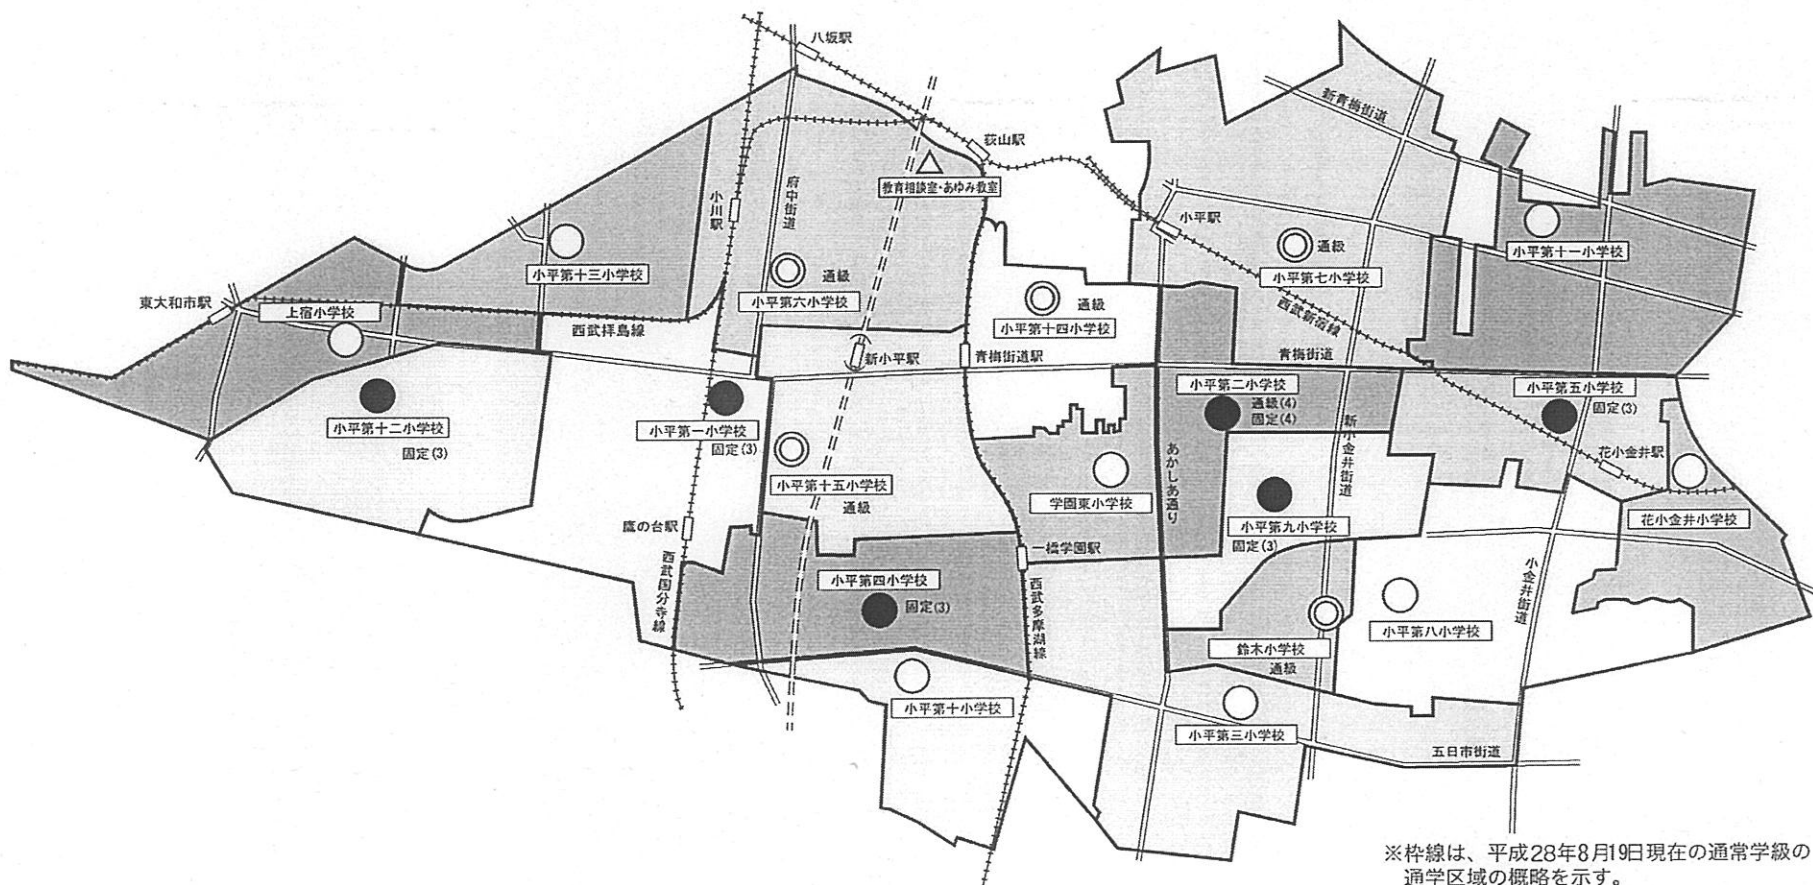 八坂駅
新青梅街道
荻山駅
教育相談室・あゆみ教室
府中街道
小川駅
小平駅
小平第十一小学校
通級
小平第七小学校
小平第十三小学校
通級
小平第六小学校
通級
小平第十四小学校
東大和市駅
上宿小学校
西武拝島線
西武新宿線
新小平駅
青梅街道駅
青梅街道
小平第十二小学校
固定(3)
小平第一小学校
固定(3)
小平第二小学校
通級(4)
固定(4)
小平第五小学校
固定(3)
新小金井街道
あかしあ通り
花小金井駅
小平第十五小学校
通級
学園東小学校
小平第九小学校
固定(3)
花小金井小学校
鷹の台駅
西武国分寺線
一橋学園駅
小平第四小学校
固定(3)
西武多摩湖線
小金井街道
小平第八小学校
鈴木小学校
通級
小平第十小学校
小平第三小学校
五日市街道
※枠線は、平成28年8月19日現在の通常学級の
通学区域の概略を示す。